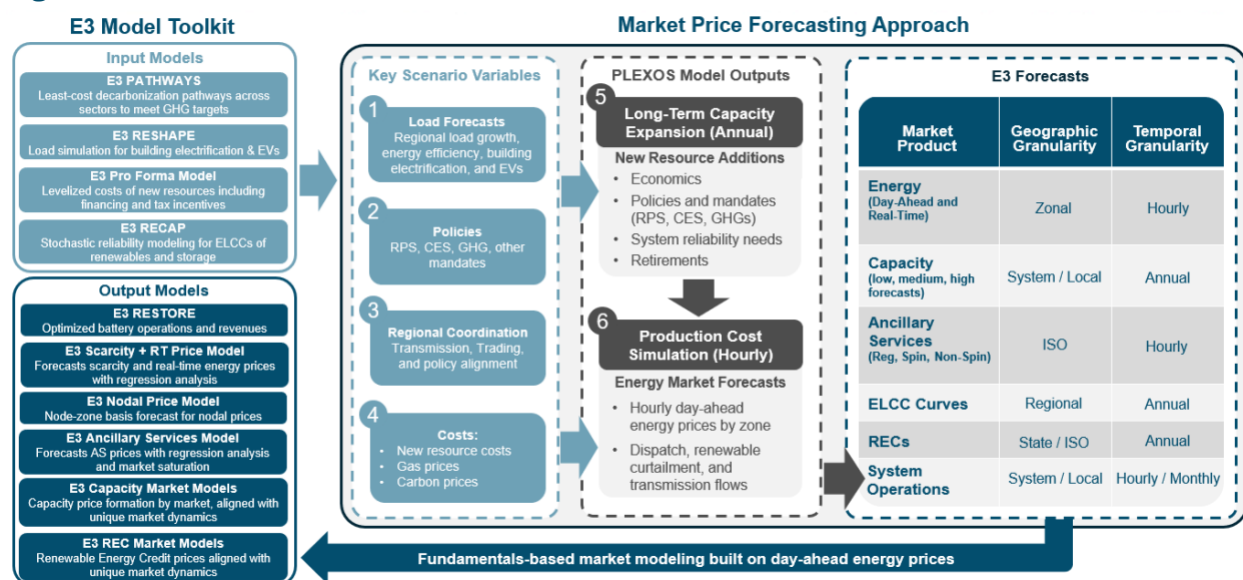 E3 Model Toolkit
Input Models
E3 PATHWAYS
Least-cost decarbonization pathways across
sectors to meet GHG targets
E3 RESHAPE
Load simulation for building electrification & EVs
E3 Pro Forma Model
Levelized costs of new resources including
financing and tax incentives
E3 RECAP
Stochastic reliability modeling for ELCCs of
renewables and storage
Output Models
E3 RESTORE
Optimized battery operations and revenues
E3 Scarcity + RT Price Model
Forecasts scarcity and real-time energy prices
with regression analysis
E3 Nodal Price Model
Node-zone basis forecast for nodal prices
E3 Ancillary Services Model
Forecasts AS prices with regression analysis
and market saturation
E3 Capacity Market Models
Capacity price formation by market, aligned with
unique market dynamics
E3 REC Market Models
Renewable Energy Credit prices aligned with
unique market dynamics
Market Price Forecasting Approach
Key Scenario Variables
1
Load Forecasts
Regional load growth,
energy efficiency, building
electrification, and EVs
2
Policies
RPS, CES, GHG, other
mandates
3
Regional Coordination
Transmission, Trading,
and policy alignment
4
Costs:
• New resource costs
• Gas prices
• Carbon prices
PLEXOS Model Outputs
5
Long-Term Capacity
Expansion (Annual)
New Resource Additions
• Economics
• Policies and mandates
(RPS, CES, GHGs)
• System reliability needs
• Retirements
6
Production Cost
Simulation (Hourly)
Energy Market Forecasts
• Hourly day-ahead
energy prices by zone
• Dispatch, renewable
curtailment, and
transmission flows
E3 Forecasts
Market Product Geographic Granularity Temporal Granularity
Energy (Day-Ahead and Real-Time) Zonal Hourly
Capacity (low, medium, high forecasts) System / Local Annual
Ancillary Services (Reg, Spin, Non-Spin) ISO Hourly
ELCC Curves Regional Annual
RECs State / ISO Annual
System Operations System / Local Hourly / Monthly
Fundamentals-based market modeling built on day-ahead energy prices